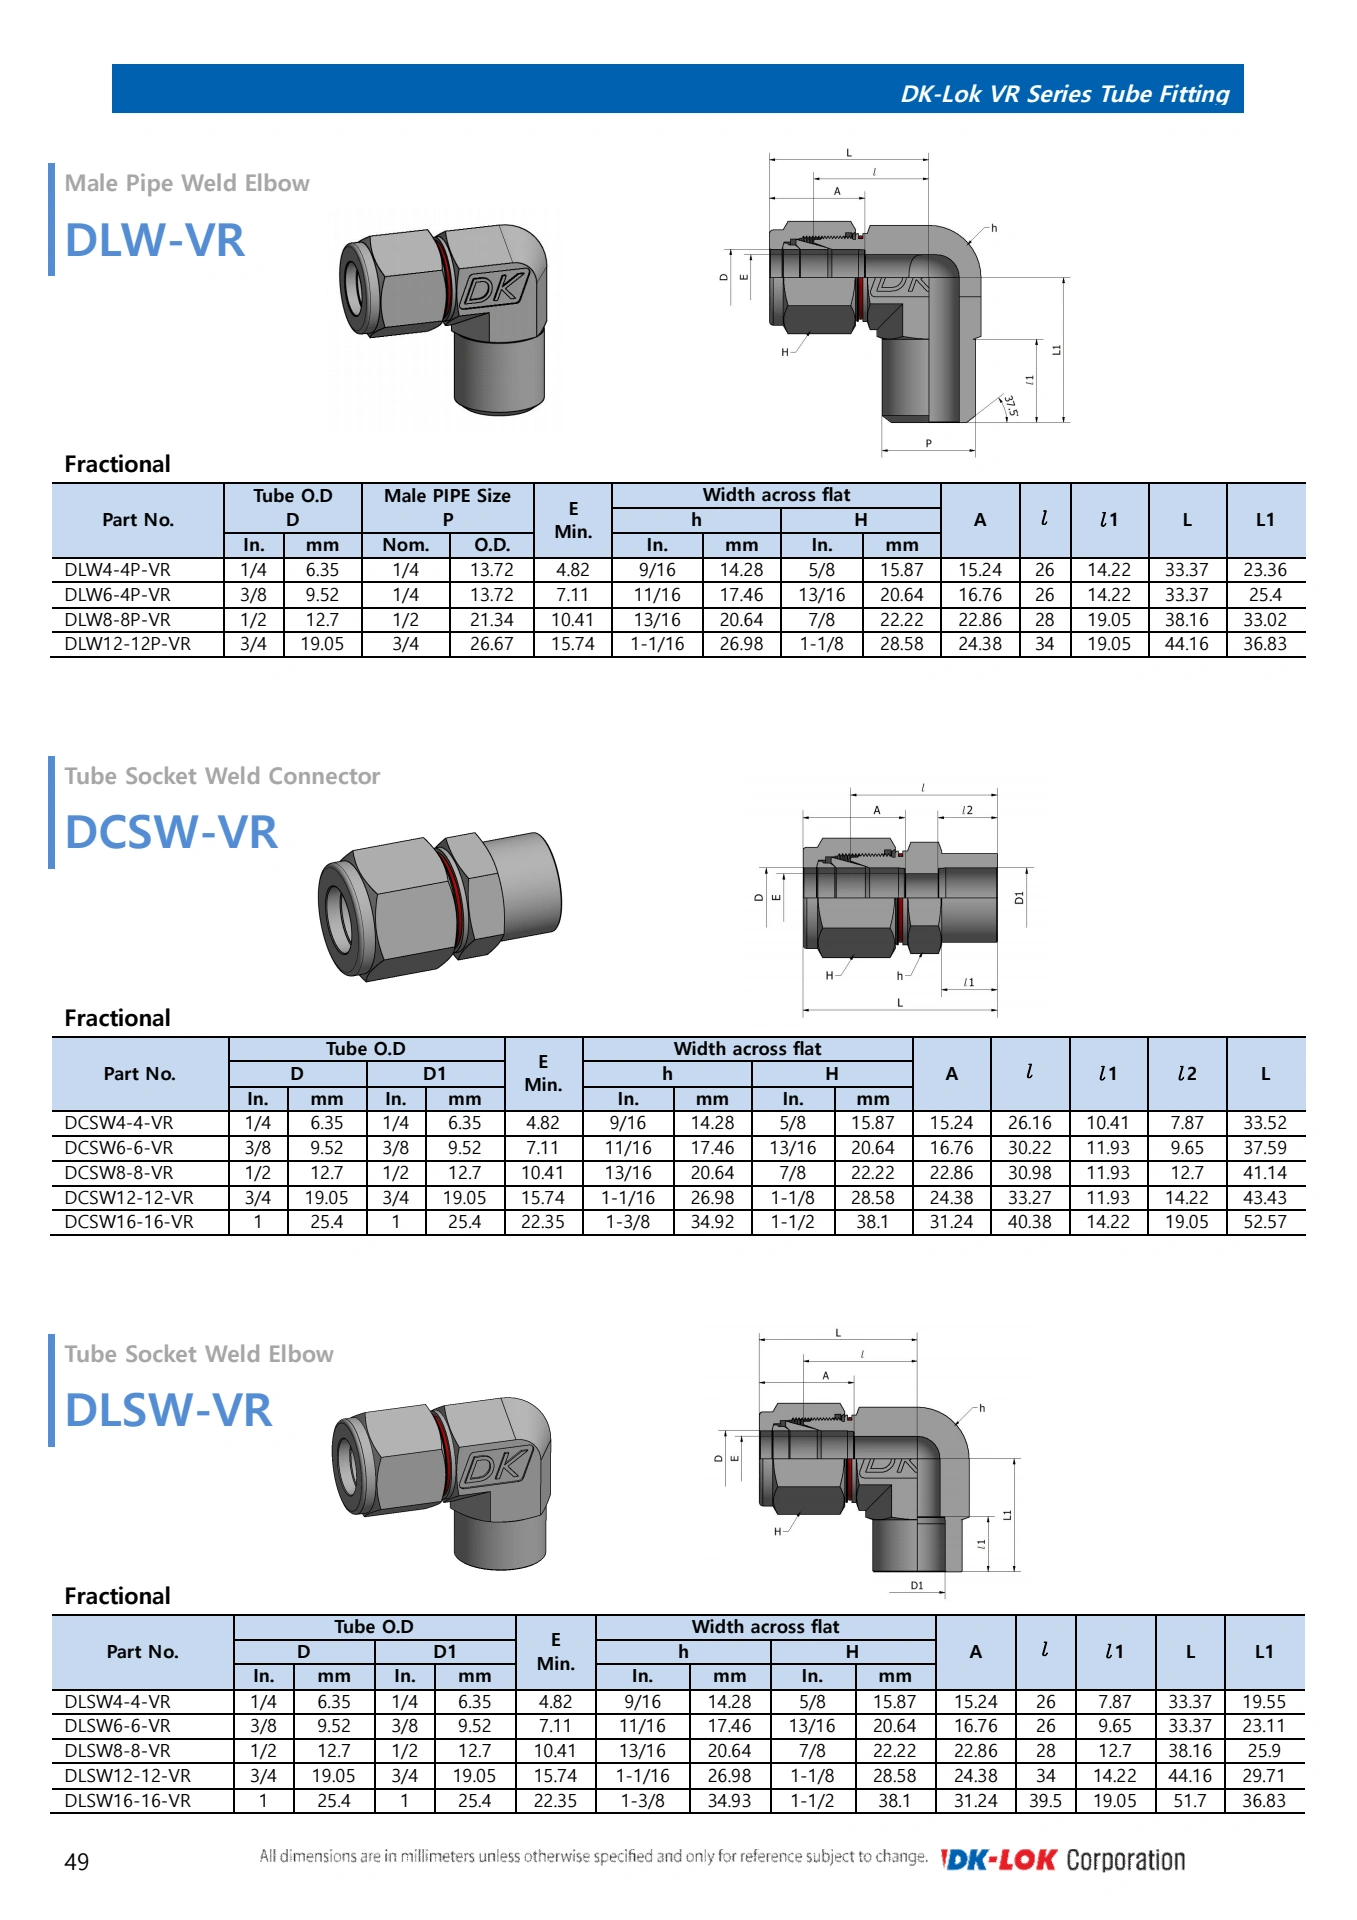 DK-Lok VR Series Tube Fitting
Male Pipe Weld Elbow
DLW-VR
DK
L
l
A
h
D
E
DK
H
L1
l1
37.5
P
Fractional
Part No. Tube O.D D Male PIPE Size P E Min. Width across flat A l l1 L L1
h H
In. mm Nom. O.D. In. mm In. mm
DLW4-4P-VR 1/4 6.35 1/4 13.72 4.82 9/16 14.28 5/8 15.87 15.24 26 14.22 33.37 23.36
DLW6-4P-VR 3/8 9.52 1/4 13.72 7.11 11/16 17.46 13/16 20.64 16.76 26 14.22 33.37 25.4
DLW8-8P-VR 1/2 12.7 1/2 21.34 10.41 13/16 20.64 7/8 22.22 22.86 28 19.05 38.16 33.02
DLW12-12P-VR 3/4 19.05 3/4 26.67 15.74 1-1/16 26.98 1-1/8 28.58 24.38 34 19.05 44.16 36.83
Tube Socket Weld Connector
DCSW-VR
l
A l2
D E D1
H h
l1
L
Fractional
Part No. Tube O.D E Min. Width across flat A l l1 l2 L
D D1 h H
In. mm In. mm In. mm In. mm
DCSW4-4-VR 1/4 6.35 1/4 6.35 4.82 9/16 14.28 5/8 15.87 15.24 26.16 10.41 7.87 33.52
DCSW6-6-VR 3/8 9.52 3/8 9.52 7.11 11/16 17.46 13/16 20.64 16.76 30.22 11.93 9.65 37.59
DCSW8-8-VR 1/2 12.7 1/2 12.7 10.41 13/16 20.64 7/8 22.22 22.86 30.98 11.93 12.7 41.14
DCSW12-12-VR 3/4 19.05 3/4 19.05 15.74 1-1/16 26.98 1-1/8 28.58 24.38 33.27 11.93 14.22 43.43
DCSW16-16-VR 1 25.4 1 25.4 22.35 1-3/8 34.92 1-1/2 38.1 31.24 40.38 14.22 19.05 52.57
Tube Socket Weld Elbow
DLSW-VR
DK
L
l
A
h
D E
DK
H
L1
l1
D1
Fractional
Part No. Tube O.D E Min. Width across flat A l l1 L L1
D D1 h H
In. mm In. mm In. mm In. mm
DLSW4-4-VR 1/4 6.35 1/4 6.35 4.82 9/16 14.28 5/8 15.87 15.24 26 7.87 33.37 19.55
DLSW6-6-VR 3/8 9.52 3/8 9.52 7.11 11/16 17.46 13/16 20.64 16.76 26 9.65 33.37 23.11
DLSW8-8-VR 1/2 12.7 1/2 12.7 10.41 13/16 20.64 7/8 22.22 22.86 28 12.7 38.16 25.9
DLSW12-12-VR 3/4 19.05 3/4 19.05 15.74 1-1/16 26.98 1-1/8 28.58 24.38 34 14.22 44.16 29.71
DLSW16-16-VR 1 25.4 1 25.4 22.35 1-3/8 34.93 1-1/2 38.1 31.24 39.5 19.05 51.7 36.83
49
All dimensions are in millimeters unless otherwise specified and only for reference subject to change.
DK-LOK Corporation